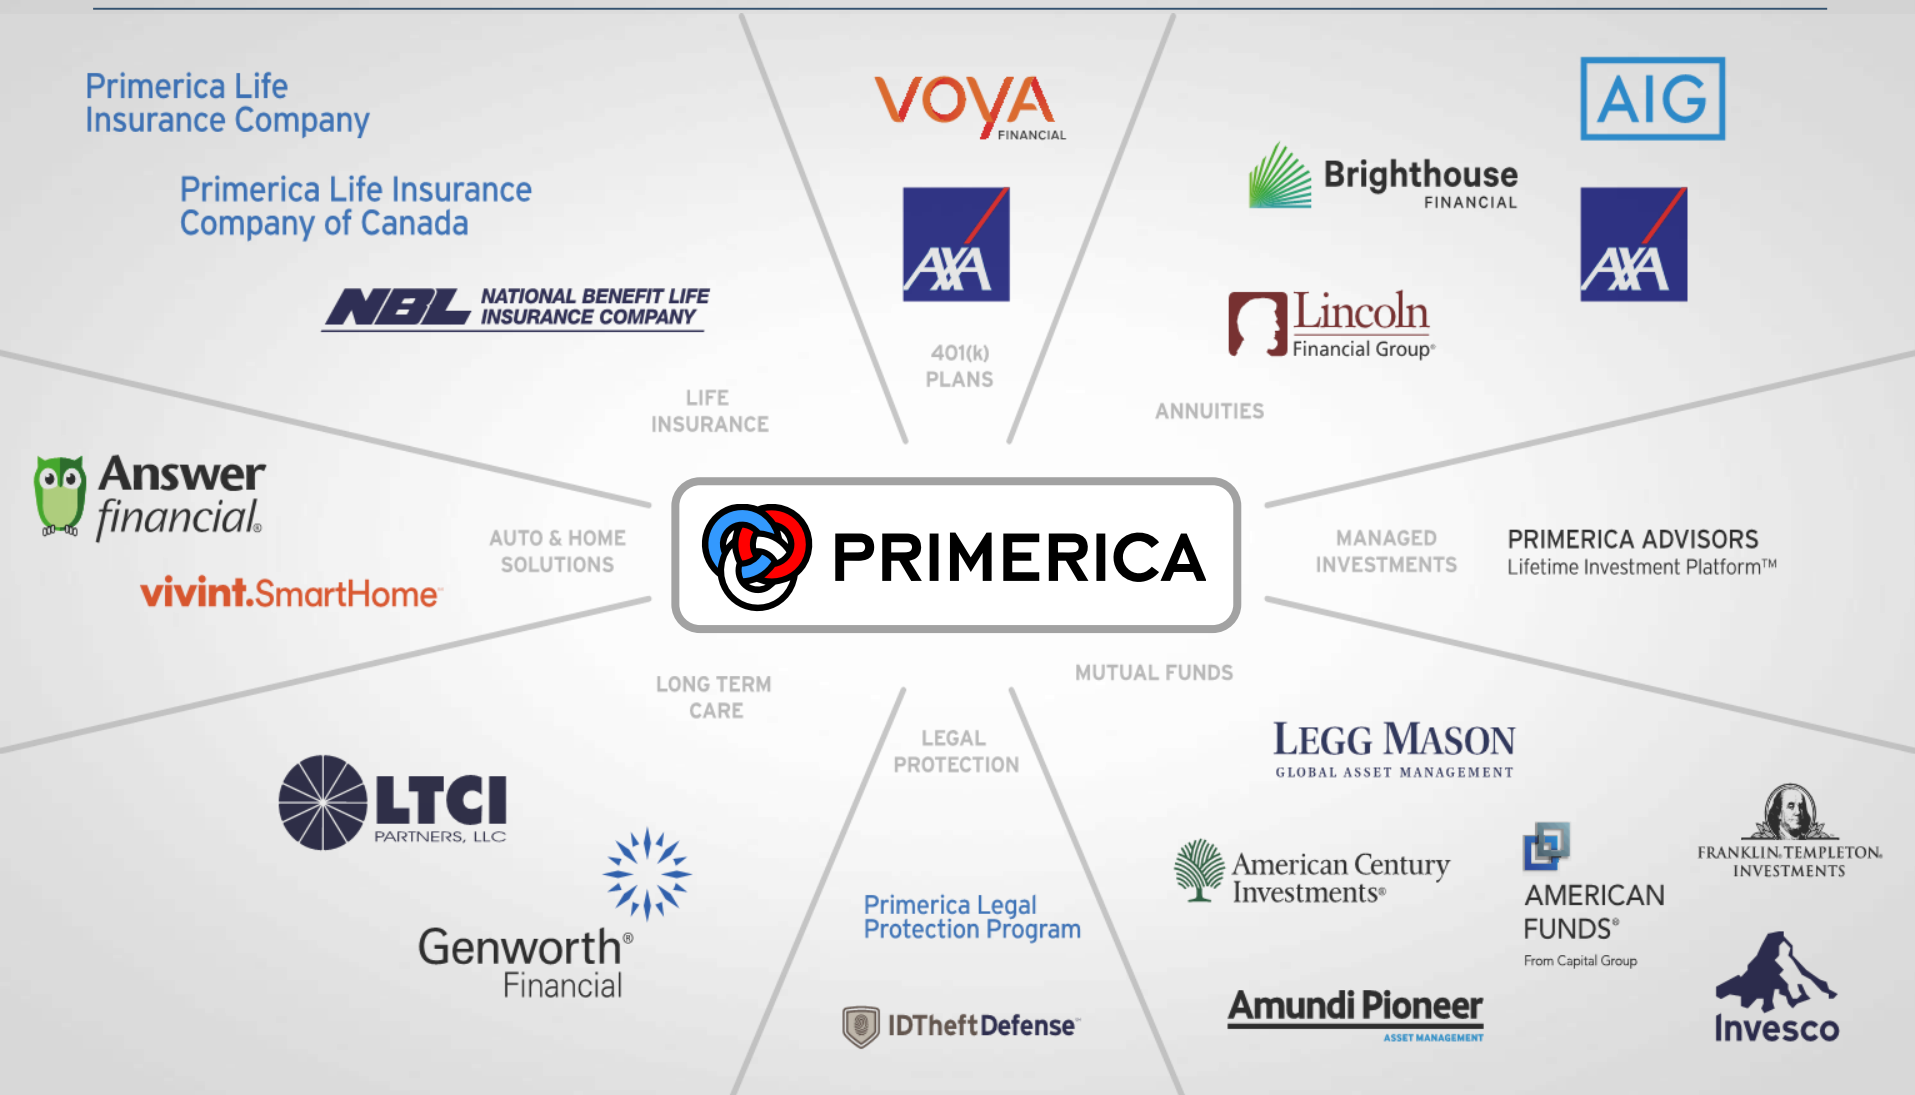 Primerica Life
Insurance Company
Primerica Life Insurance
Company of Canada
NBL NATIONAL BENEFIT LIFE
INSURANCE COMPANY
LIFE
INSURANCE
VOYA
FINANCIAL
AXA
401(k)
PLANS
AIG
Brighthouse
FINANCIAL
AXA
Lincoln
Financial Group®
ANNUITIES
Answer
financial®
vivint.SmartHome
AUTO & HOME
SOLUTIONS
PRIMERICA
MANAGED
INVESTMENTS
PRIMERICA ADVISORS
Lifetime Investment Platform™
LONG TERM
CARE
LTCI
PARTNERS, LLC
Genworth®
Financial
LEGAL
PROTECTION
Primerica Legal
Protection Program
IDTheftDefense
MUTUAL FUNDS
LEGG MASON
GLOBAL ASSET MANAGEMENT
American Century
Investments®
AMERICAN
FUNDS®
From Capital Group
FRANKLIN TEMPLETON
INVESTMENTS
Amundi Pioneer
ASSET MANAGEMENT
Invesco